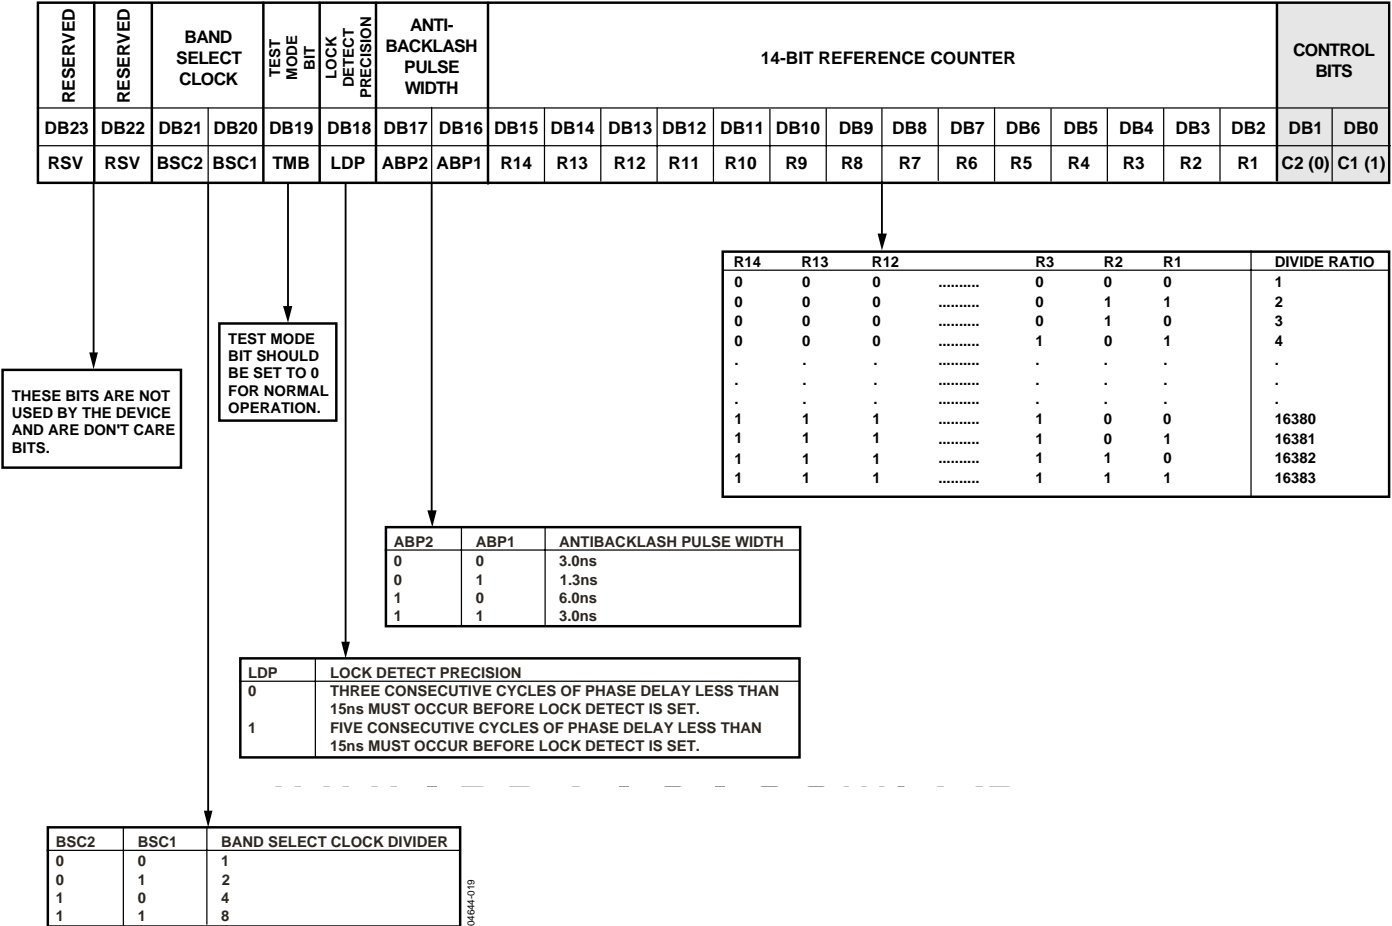 RESERVED
RESERVED
BAND
SELECT
CLOCK
TEST
MODE
BIT
LOCK
DETECT
PRECISION
ANTI-
BACKLASH
PULSE
WIDTH
14-BIT REFERENCE COUNTER
CONTROL
BITS
DB23 DB22 DB21 DB20 DB19 DB18 DB17 DB16 DB15 DB14 DB13 DB12 DB11 DB10 DB9 DB8 DB7 DB6 DB5 DB4 DB3 DB2 DB1 DB0
RSV RSV BSC2 BSC1 TMB LDP ABP2 ABP1 R14 R13 R12 R11 R10 R9 R8 R7 R6 R5 R4 R3 R2 R1 C2 (0) C1 (1)
R14 R13 R12 R3 R2 R1 DIVIDE RATIO
0 0 0 .......... 0 0 0 1
0 0 0 .......... 0 1 1 2
0 0 0 .......... 0 1 0 3
0 0 0 .......... 1 0 1 4
. . . .......... . . . .
. . . .......... . . . .
. . . .......... . . . .
1 1 1 .......... 1 0 0 16380
1 1 1 .......... 1 0 1 16381
1 1 1 .......... 1 1 0 16382
1 1 1 .......... 1 1 1 16383
TEST MODE
BIT SHOULD
BE SET TO 0
FOR NORMAL
OPERATION.
THESE BITS ARE NOT
USED BY THE DEVICE
AND ARE DON'T CARE
BITS.
ABP2 ABP1 ANTIBACKLASH PULSE WIDTH
0 0 3.0ns
0 1 1.3ns
1 0 6.0ns
1 1 3.0ns
LDP LOCK DETECT PRECISION
0 THREE CONSECUTIVE CYCLES OF PHASE DELAY LESS THAN
15ns MUST OCCUR BEFORE LOCK DETECT IS SET.
1 FIVE CONSECUTIVE CYCLES OF PHASE DELAY LESS THAN
15ns MUST OCCUR BEFORE LOCK DETECT IS SET.
BSC2 BSC1 BAND SELECT CLOCK DIVIDER
0 0 1
0 1 2
1 0 4
1 1 8
04644-019